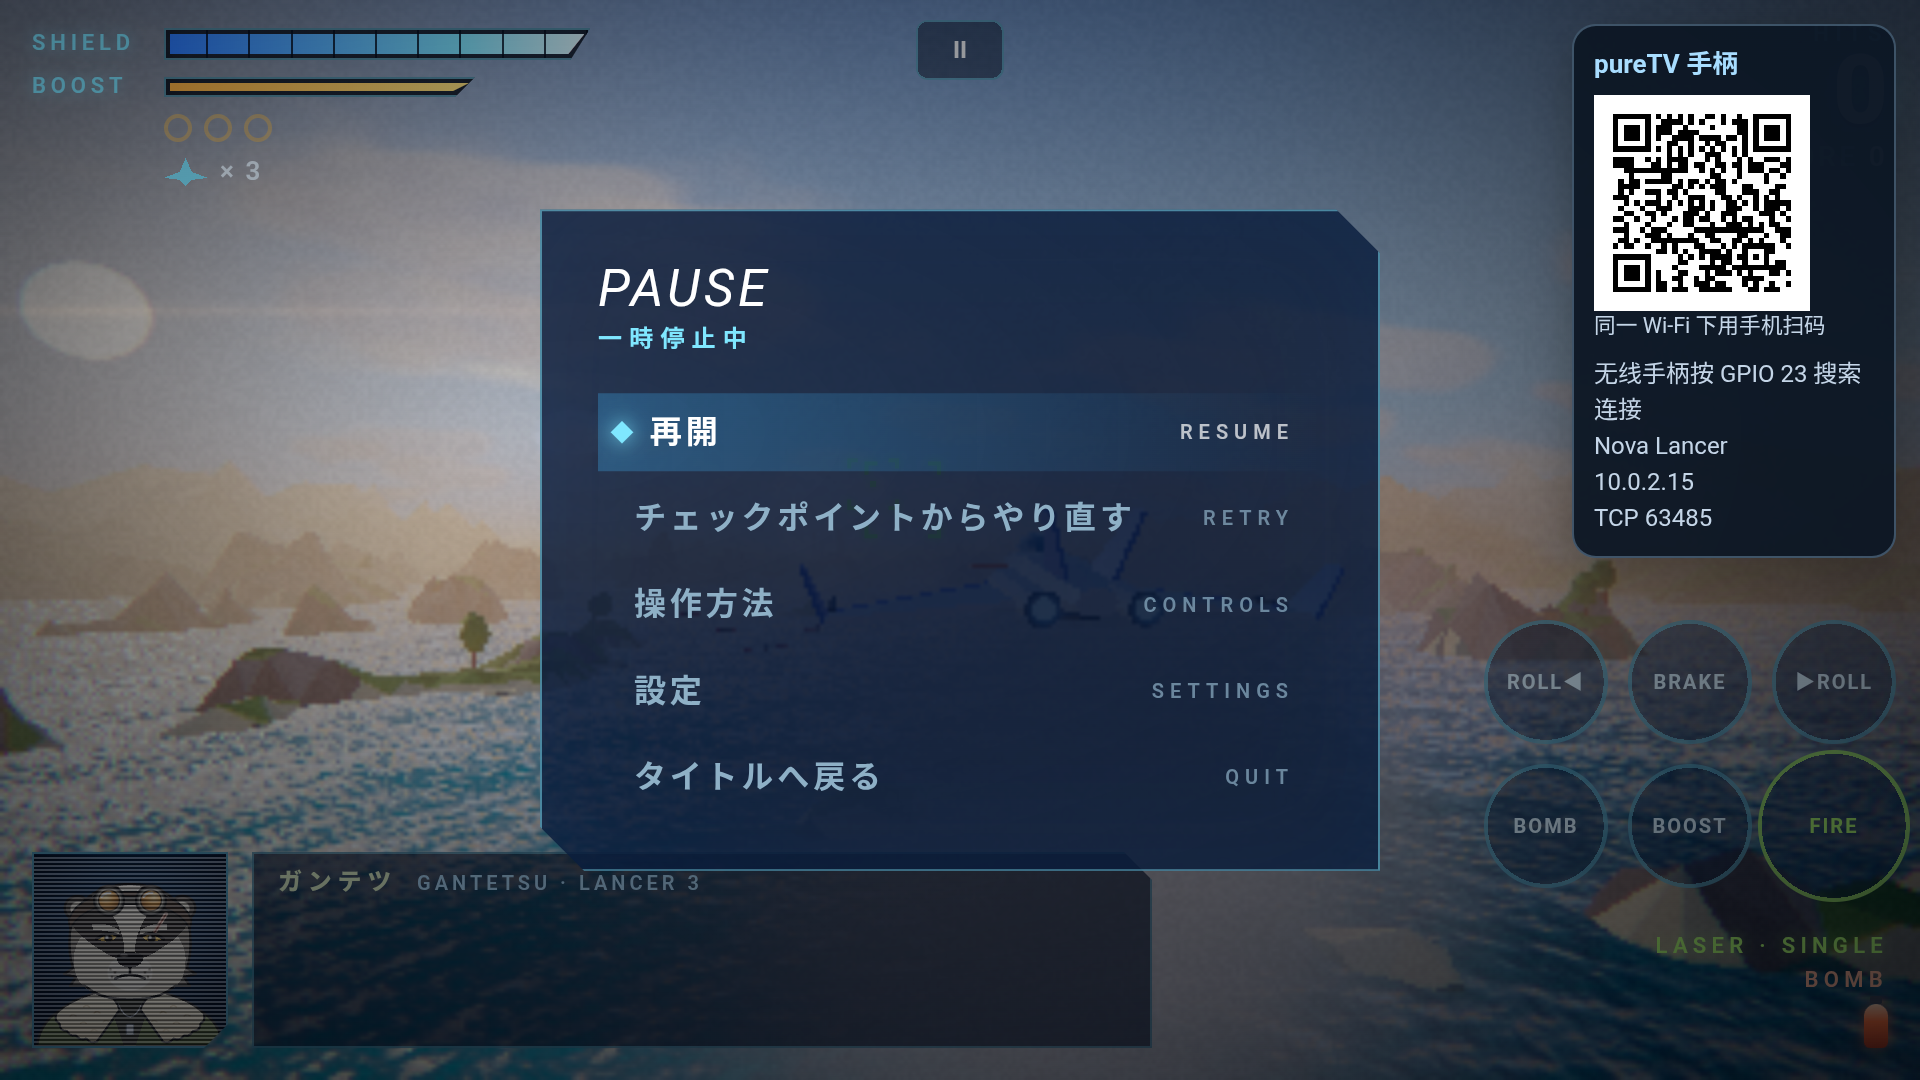 SHIELD
BOOST
× 3
PAUSE
一時停止中
再開 RESUME
チェックポイントからやり直す RETRY
操作方法 CONTROLS
設定 SETTINGS
タイトルへ戻る QUIT
pureTV 手柄
同一 Wi-Fi 下用手机扫码
无线手柄按 GPIO 23 搜索
连接
Nova Lancer
10.0.2.15
TCP 63485
ROLL◀ BRAKE ▶ROLL
BOMB BOOST FIRE
LASER · SINGLE
BOMB
ガンテツ GANTETSU · LANCER 3